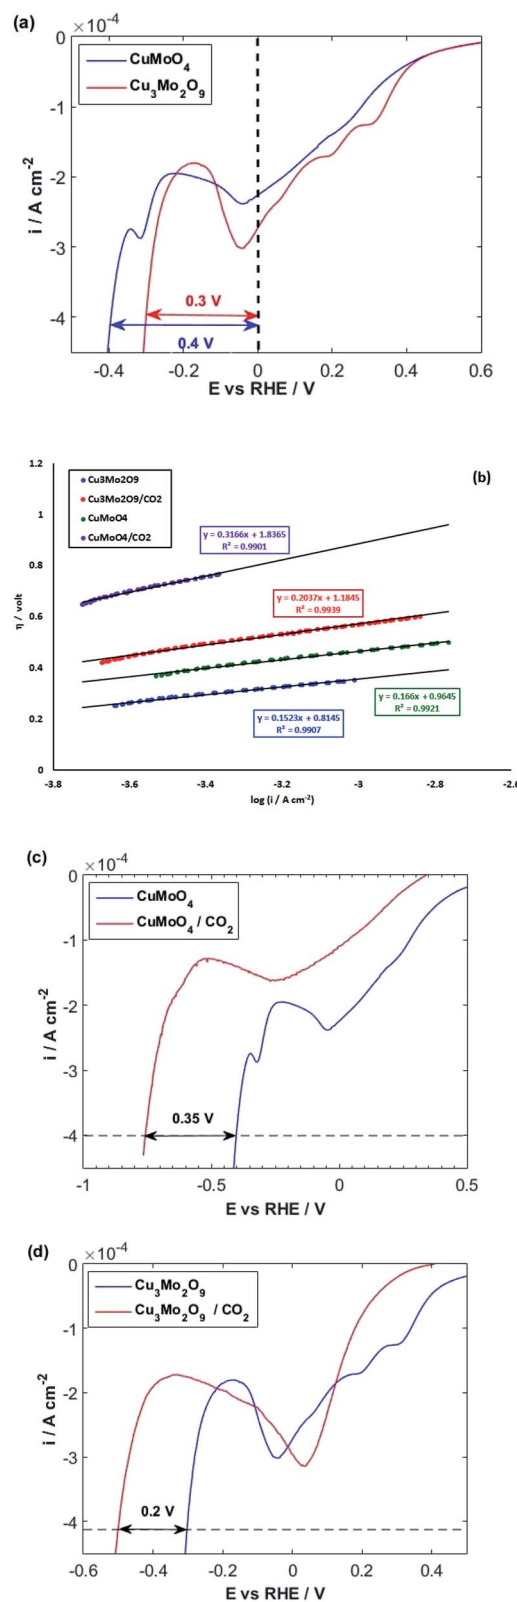 (a)
×10⁻⁴
CuMoO₄
Cu₃Mo₂O₉
0
-1
-2
-3
-4
i / A cm⁻²
0.3 V
0.4 V
-0.4
-0.2
0
0.2
0.4
0.6
E vs RHE / V
(b)
1.2
1
0.8
0.6
0.4
0.2
0
η / volt
Cu3Mo2O9
Cu3Mo2O9/CO2
CuMoO4
CuMoO4/CO2
y = 0.3166x + 1.8365
R² = 0.9901
y = 0.2037x + 1.1845
R² = 0.9939
y = 0.166x + 0.9645
R² = 0.9921
y = 0.1523x + 0.8145
R² = 0.9907
-3.8
-3.6
-3.4
-3.2
-3
-2.8
-2.6
log (i / A cm⁻²)
(c)
×10⁻⁴
CuMoO₄
CuMoO₄ / CO₂
0
-1
-2
-3
-4
i / A cm⁻²
0.35 V
-1
-0.5
0
0.5
E vs RHE / V
(d)
×10⁻⁴
Cu₃Mo₂O₉
Cu₃Mo₂O₉ / CO₂
0
-1
-2
-3
-4
i / A cm⁻²
0.2 V
-0.6
-0.4
-0.2
0
0.2
0.4
E vs RHE / V